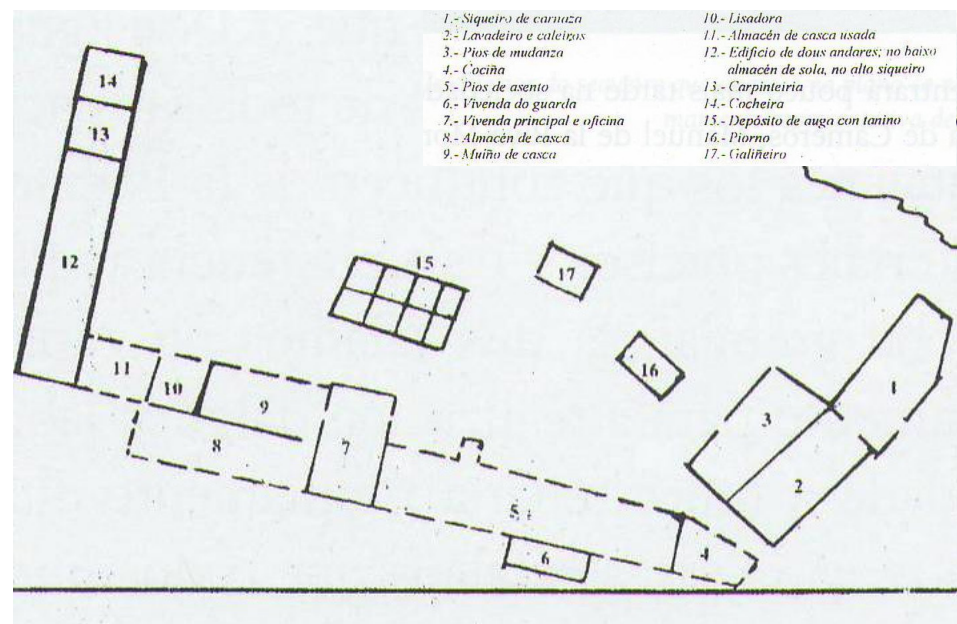 1.- Siqueiro de carnaza
2.- Lavadeiro e caleiros
3.- Pios de mudanza
4.- Cociña
5.- Pios de asento
6.- Vivenda do garda
7.- Vivenda principal e oficina
8.- Almacén de casca
9.- Muiño de casca
10.- Lisadora
11.- Almacén de casca usada
12.- Edificio de dous andares; no baixo
almacén de sola, no alto siqueiro
13.- Carpinteiria
14.- Cocheira
15.- Depósito de auga con tanino
16.- Piorno
17.- Galiñeiro
14
13
12
15
17
16
1
11
10
9
3
8
7
2
5
4
6